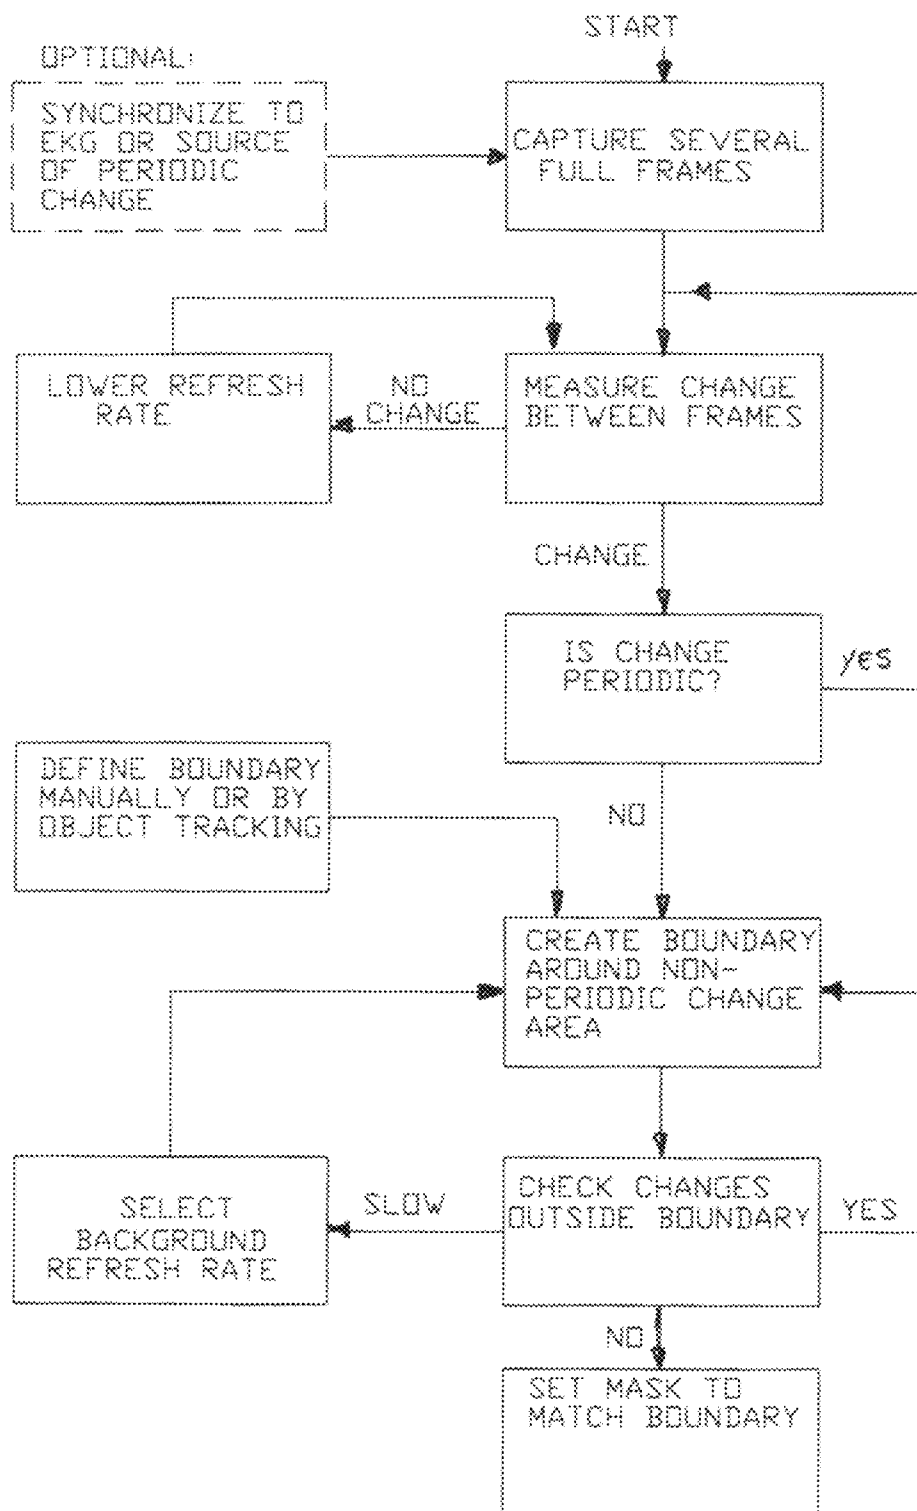 START
OPTIONAL:
SYNCHRONIZE TO
EKG OR SOURCE
OF PERIODIC
CHANGE
CAPTURE SEVERAL
FULL FRAMES
LOWER REFRESH
RATE
NO
CHANGE
MEASURE CHANGE
BETWEEN FRAMES
CHANGE
IS CHANGE
PERIODIC?
yes
DEFINE BOUNDARY
MANUALLY OR BY
OBJECT TRACKING
NO
CREATE BOUNDARY
AROUND NON-
PERIODIC CHANGE
AREA
SELECT
BACKGROUND
REFRESH RATE
SLOW
CHECK CHANGES
OUTSIDE BOUNDARY
YES
NO
SET MASK TO
MATCH BOUNDARY